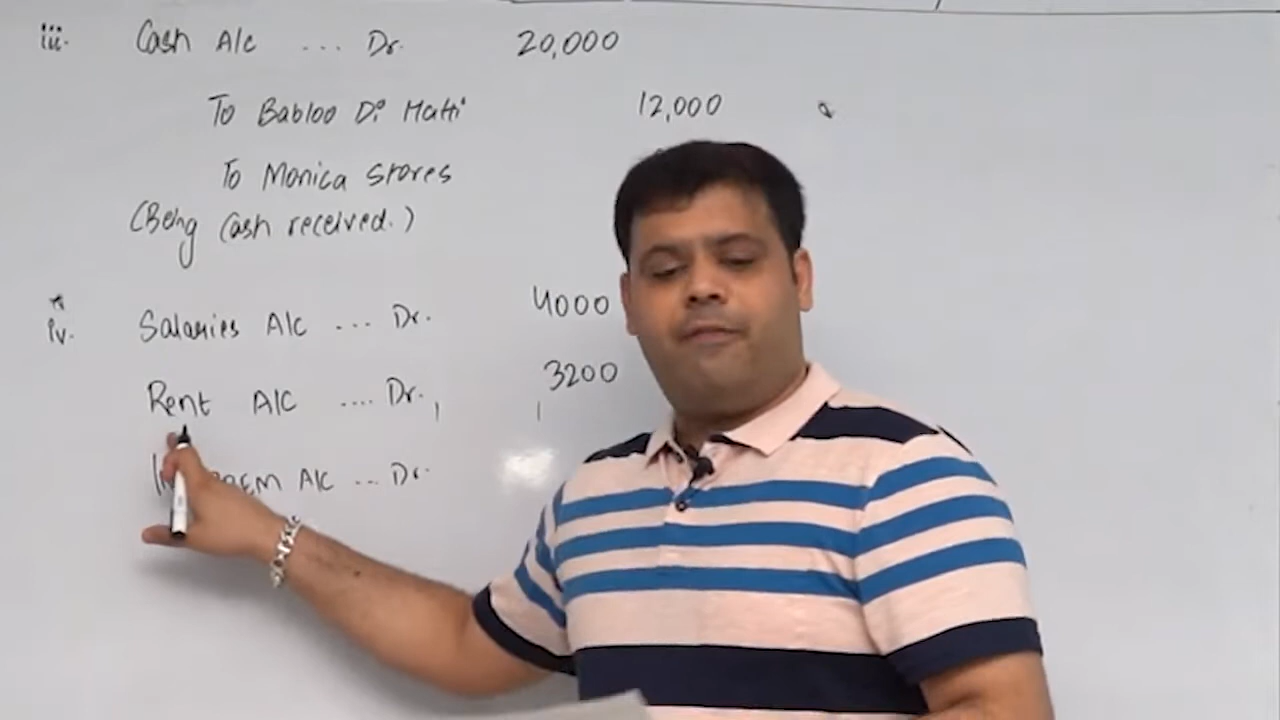 iii. Cash A/c ... Dr. 20,000
To Babloo Di Hatti 12,000
To Monica Stores
(Being Cash received.)
iv. Salaries A/c ... Dr. 4000
Rent A/c .... Dr. 3200
A/c ... Dr.